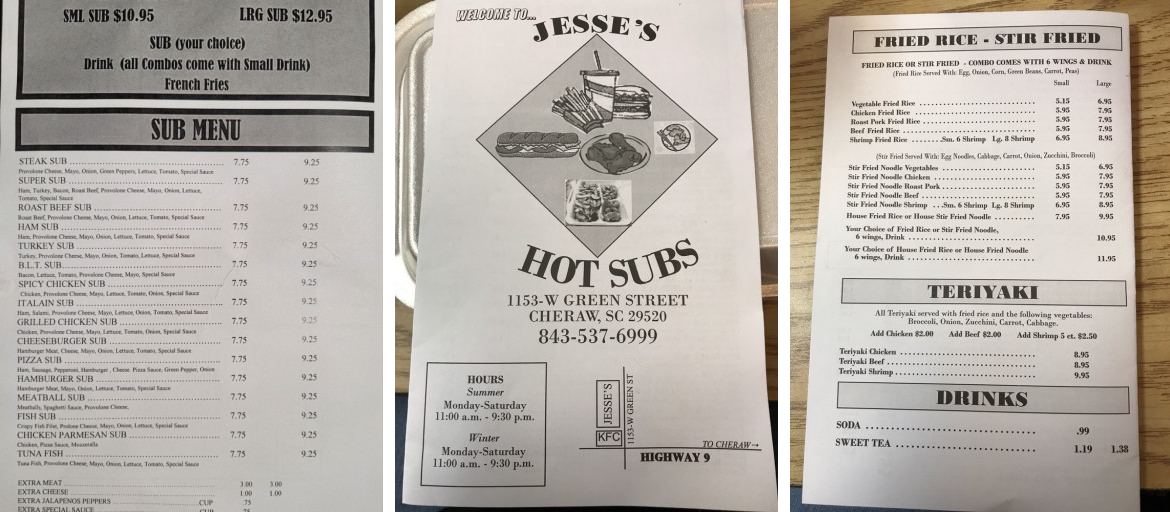 SML SUB $10.95 LRG SUB $12.95
SUB (your choice)
Drink (all Combos come with Small Drink)
French Fries
SUB MENU
STEAK SUB 7.75 9.25
Provolone Cheese, Mayo, Onion, Green Peppers, Lettuce, Tomato, Special Sauce
SUPER SUB 7.75 9.25
Ham, Turkey, Bacon, Roast Beef, Provolone Cheese, Mayo, Onion, Lettuce,
Tomato, Special Sauce
ROAST BEEF SUB 7.75 9.25
Roast Beef, Provolone Cheese, Mayo, Onion, Lettuce, Tomato, Special Sauce
HAM SUB 7.75 9.25
Ham, Provolone Cheese, Mayo, Onion, Lettuce, Tomato, Special Sauce
TURKEY SUB 7.75 9.25
Turkey, Provolone Cheese, Mayo, Onion, Lettuce, Tomato, Special Sauce
B.L.T. SUB 7.75 9.25
Bacon, Lettuce, Tomato, Provolone Cheese, Mayo, Special Sauce
SPICY CHICKEN SUB 7.75 9.25
Chicken, Provolone Cheese, Mayo, Lettuce, Tomato, Onion, Special Sauce
ITALAIN SUB 7.75 9.25
Ham, Salami, Provolone Cheese, Mayo, Onion, Lettuce, Tomato, Special Sauce
GRILLED CHICKEN SUB 7.75 9.25
Chicken, Provolone Cheese, Mayo, Onion, Lettuce, Tomato, Special Sauce
CHEESEBURGER SUB 7.75 9.25
Hamburger Meat, Cheese, Mayo, Onion, Lettuce, Tomato, Special Sauce
PIZZA SUB 7.75 9.25
Ham, Sausage, Pepperoni, Hamburger, Cheese, Pizza Sauce, Green Pepper, Onion
HAMBURGER SUB 7.75 9.25
Hamburger Meat, Mayo, Onion, Lettuce, Tomato, Special Sauce
MEATBALL SUB 7.75 9.25
Meatballs, Spaghetti Sauce, Provolone Cheese,
FISH SUB 7.75 9.25
Crispy Fish Filet, Cheese, Mayo, Onion, Lettuce, Tomato, Special Sauce
CHICKEN PARMESAN SUB 7.75 9.25
Chicken, Pizza Sauce, Mozzarella
TUNA FISH 7.75 9.25
Tuna Fish, Provolone Cheese, Mayo, Onion, Lettuce, Tomato, Special Sauce
EXTRA MEAT 3.00 3.00
EXTRA CHEESE 1.00 1.00
EXTRA JALAPENOS PEPPERS CUP .75
EXTRA SPECIAL SAUCE CUP .75
WELCOME TO...
JESSE'S
HOT SUBS
1153-W GREEN STREET
CHERAW, SC 29520
843-537-6999
HOURS
Summer
Monday-Saturday
11:00 a.m. - 9:30 p.m.
Winter
Monday-Saturday
11:00 a.m. - 9:30 p.m.
JESSE'S
KFC
1153-W GREEN ST
TO CHERAW→
HIGHWAY 9
FRIED RICE - STIR FRIED
FRIED RICE OR STIR FRIED - COMBO COMES WITH 6 WINGS & DRINK
(Fried Rice Served With: Egg, Onion, Corn, Green Beans, Carrot, Peas)
Small Large
Vegetable Fried Rice 5.15 6.95
Chicken Fried Rice 5.95 7.95
Roast Pork Fried Rice 5.95 7.95
Beef Fried Rice 5.95 7.95
Shrimp Fried Rice Sm. 6 Shrimp Lg. 8 Shrimp 6.95 8.95
(Stir Fried Served With: Egg Noodles, Cabbage, Carrot, Onion, Zucchini, Broccoli)
Stir Fried Noodle Vegetables 5.15 6.95
Stir Fried Noodle Chicken 5.95 7.95
Stir Fried Noodle Roast Pork 5.95 7.95
Stir Fried Noodle Beef 5.95 7.95
Stir Fried Noodle Shrimp Sm. 6 Shrimp Lg. 8 Shrimp 6.95 8.95
House Fried Rice or House Stir Fried Noodle 7.95 9.95
Your Choice of Fried Rice or Stir Fried Noodle,
6 wings, Drink 10.95
Your Choice of House Fried Rice or House Fried Noodle
6 wings, Drink 11.95
TERIYAKI
All Teriyaki served with fried rice and the following vegetables:
Broccoli, Onion, Zucchini, Carrot, Cabbage.
Add Chicken $2.00 Add Beef $2.00 Add Shrimp 5 ct. $2.50
Teriyaki Chicken 8.95
Teriyaki Beef 8.95
Teriyaki Shrimp 9.95
DRINKS
SODA .99
SWEET TEA 1.19 1.38